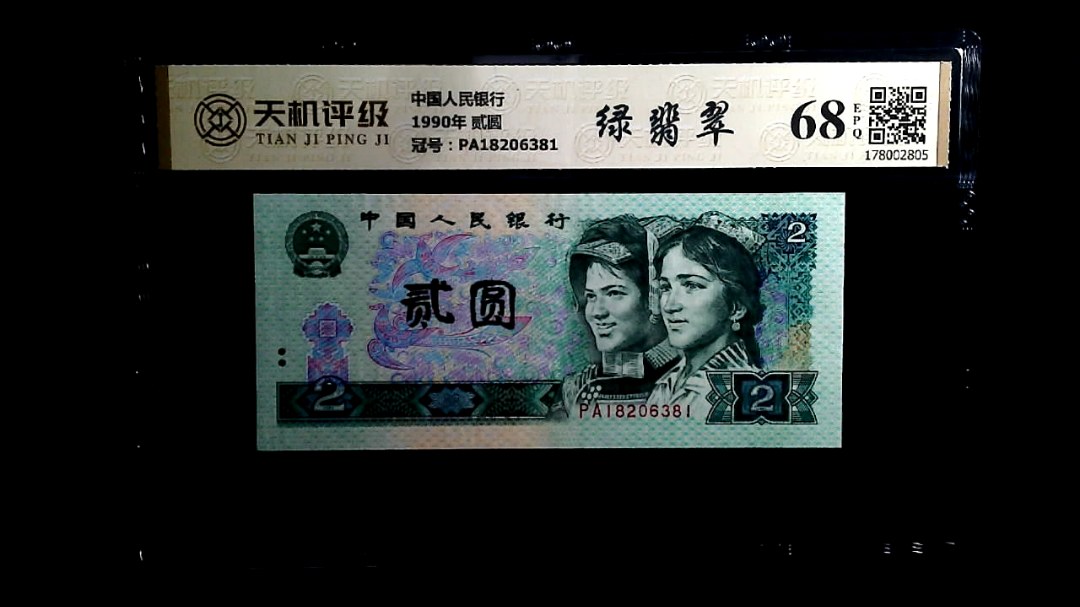 天机评级
TIAN JI PING JI
中国人民银行
1990年 贰圆
冠号：PA18206381
绿翡翠
68
EPQ
178002805
中国人民银行
2
贰圆
2
PA18206381
2